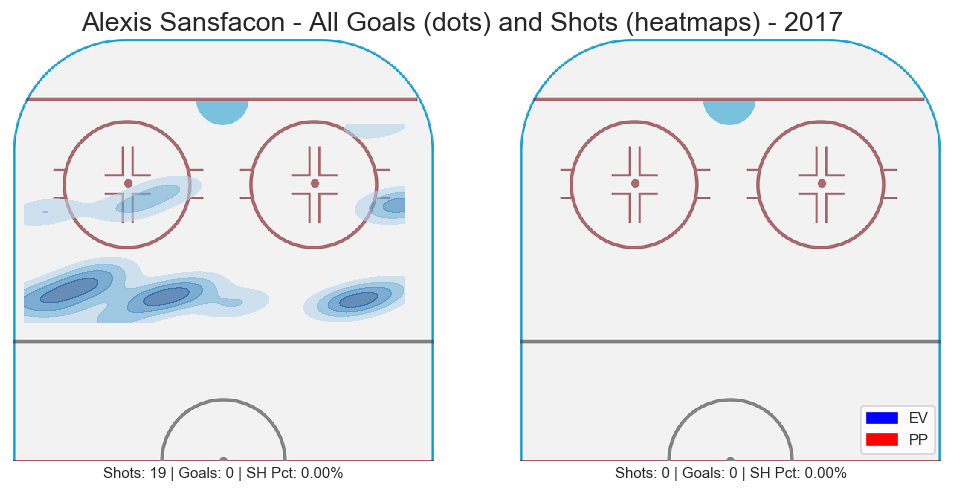 Alexis Sansfacon - All Goals (dots) and Shots (heatmaps) - 2017
EV
PP
Shots: 19 | Goals: 0 | SH Pct: 0.00%
Shots: 0 | Goals: 0 | SH Pct: 0.00%